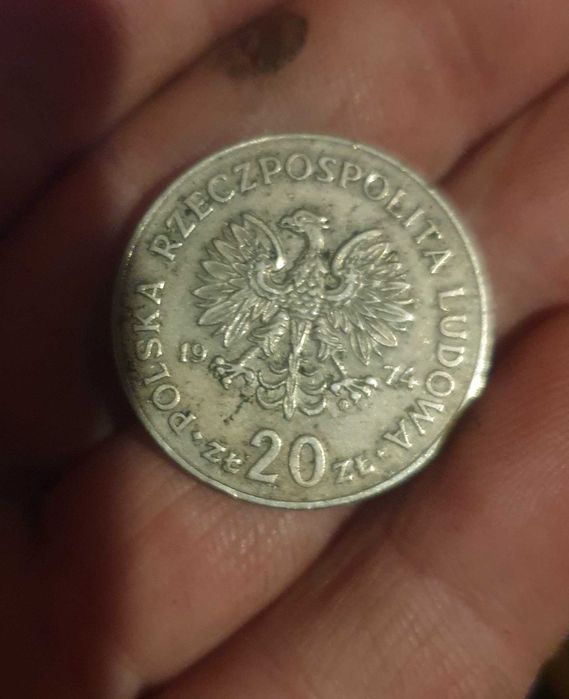 POLSKA RZECZPOSPOLITA LUDOWA
19 74
ZŁ 20 ZŁ